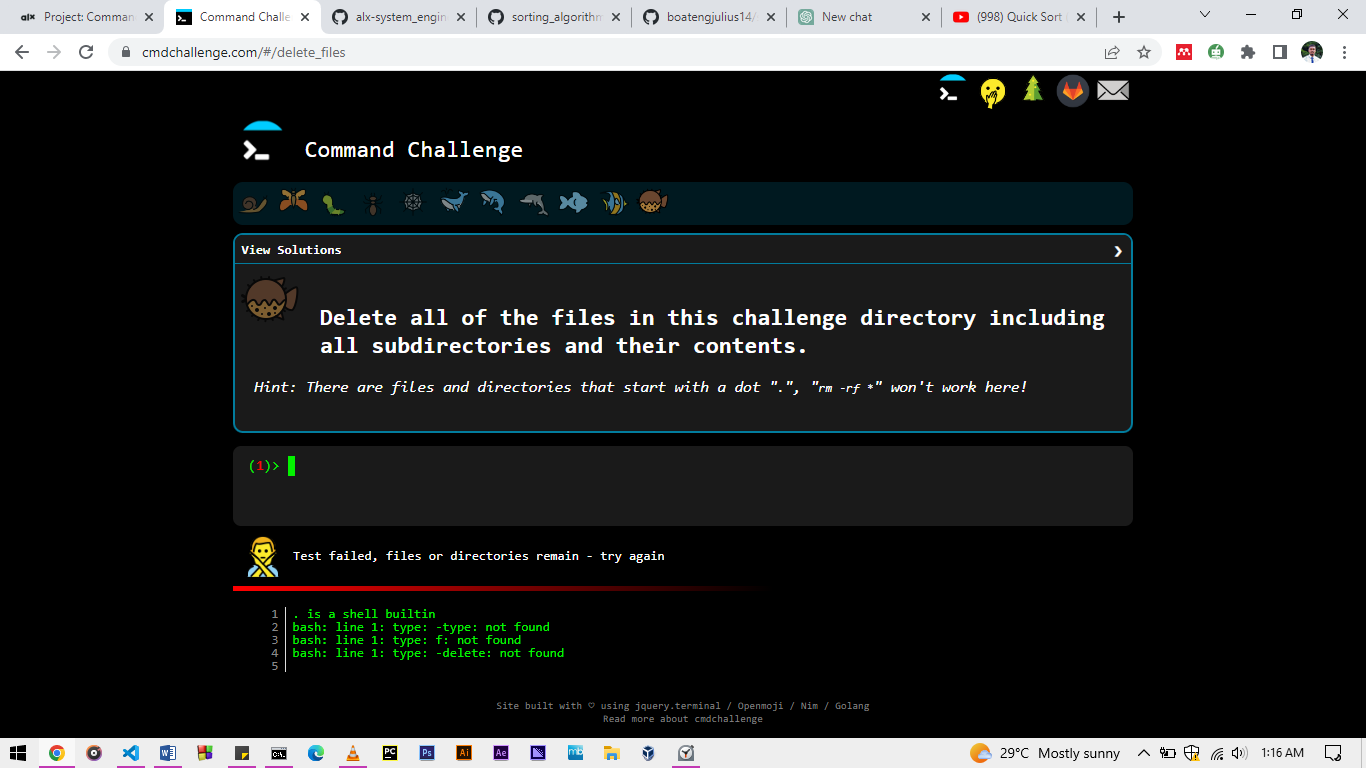 alx Project: Comman
Command Challe
alx-system_engin
sorting_algorithm
boatengjulius14/
New chat
(998) Quick Sort
cmdchallenge.com/#/delete_files
Command Challenge
View Solutions
Delete all of the files in this challenge directory including
all subdirectories and their contents.
Hint: There are files and directories that start with a dot ".", "rm -rf *" won't work here!
(1)>
Test failed, files or directories remain - try again
1 . is a shell builtin
2 bash: line 1: type: -type: not found
3 bash: line 1: type: f: not found
4 bash: line 1: type: -delete: not found
5
Site built with ♡ using jquery.terminal / Openmoji / Nim / Golang
Read more about cmdchallenge
W PC Ps Ai Ae mb
29°C Mostly sunny
1:16 AM